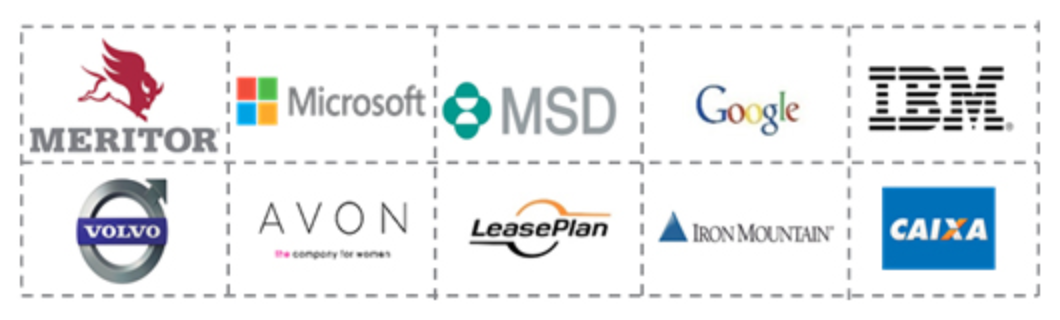 MERITOR
Microsoft
MSD
Google
IBM®
VOLVO
AVON
the company for women
LeasePlan
IRON MOUNTAIN®
CAIXA